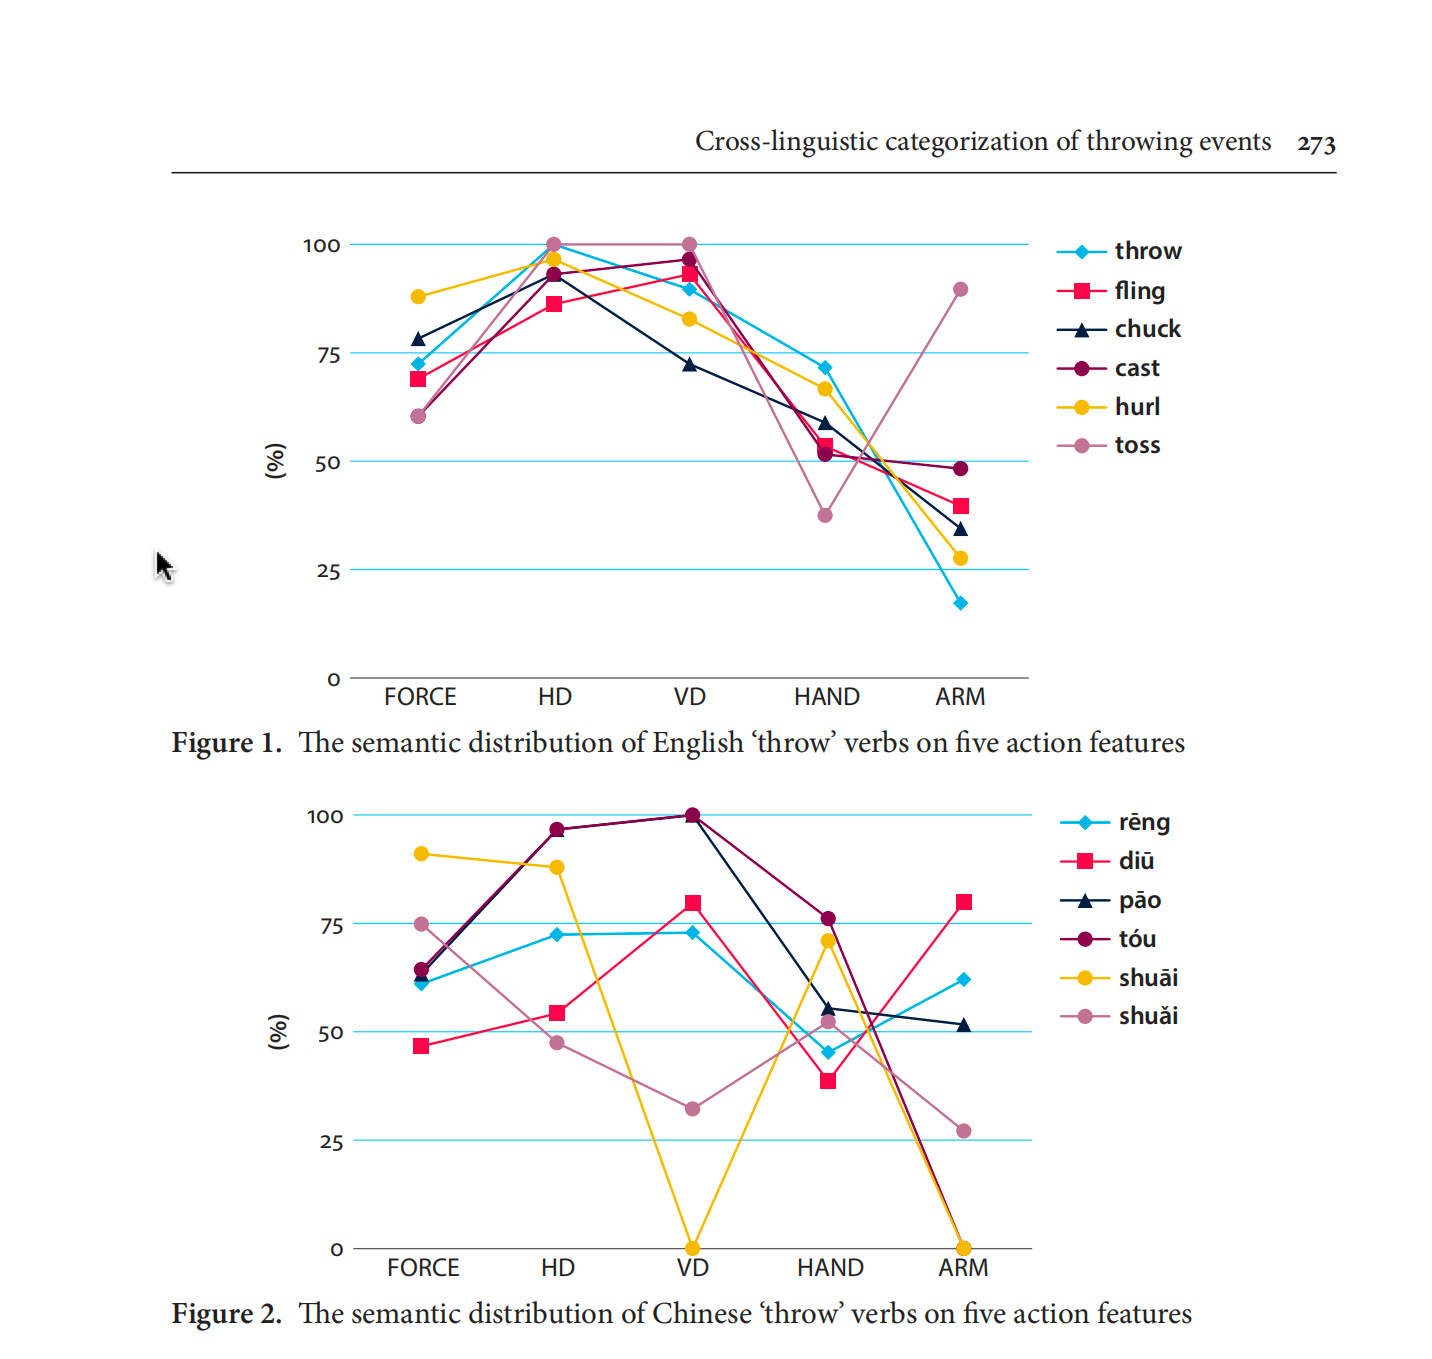 Cross-linguistic categorization of throwing events 273
100
75
50
25
0
(%)
FORCE HD VD HAND ARM
throw
fling
chuck
cast
hurl
toss
Figure 1. The semantic distribution of English ‘throw’ verbs on five action features
100
75
50
25
0
(%)
FORCE HD VD HAND ARM
rēng
diū
pāo
tóu
shuāi
shuǎi
Figure 2. The semantic distribution of Chinese ‘throw’ verbs on five action features